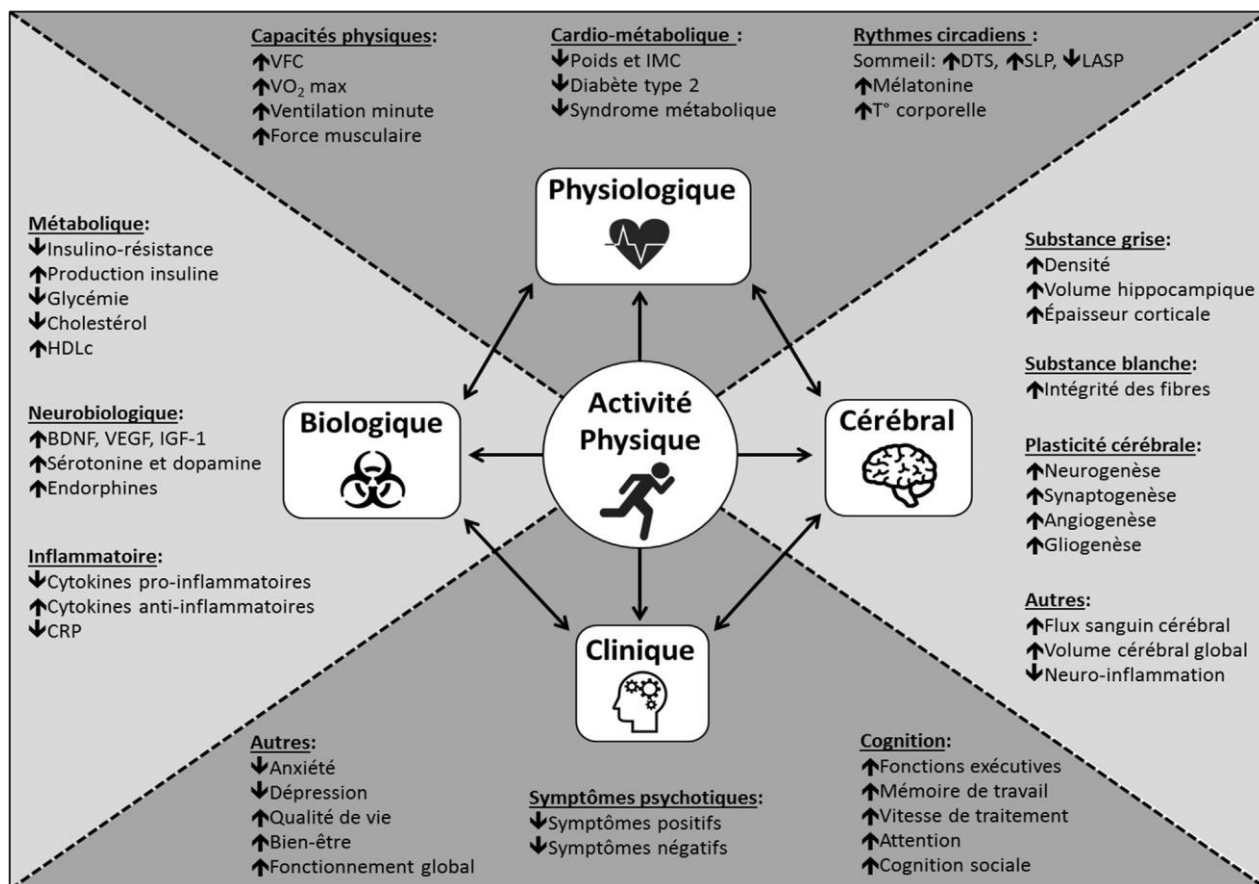 Capacités physiques:
↑VFC
↑VO₂ max
↑Ventilation minute
↑Force musculaire
Cardio-métabolique :
↓Poids et IMC
↓Diabète type 2
↓Syndrome métabolique
Rythmes circadiens :
Sommeil: ↑DTS, ↑SLP, ↓LASP
↑Mélatonine
↑T° corporelle
Physiologique
Métabolique:
↓Insulino-résistance
↑Production insuline
↓Glycémie
↓Cholestérol
↑HDLc
Neurobiologique:
↑BDNF, VEGF, IGF-1
↑Sérotonine et dopamine
↑Endorphines
Inflammatoire:
↓Cytokines pro-inflammatoires
↑Cytokines anti-inflammatoires
↓CRP
Biologique
Activité
Physique
Cérébral
Substance grise:
↑Densité
↑Volume hippocampique
↑Épaisseur corticale
Substance blanche:
↑Intégrité des fibres
Plasticité cérébrale:
↑Neurogenèse
↑Synaptogenèse
↑Angiogenèse
↑Gliogenèse
Autres:
↑Flux sanguin cérébral
↑Volume cérébral global
↓Neuro-inflammation
Clinique
Autres:
↓Anxiété
↓Dépression
↑Qualité de vie
↑Bien-être
↑Fonctionnement global
Symptômes psychotiques:
↓Symptômes positifs
↓Symptômes négatifs
Cognition:
↑Fonctions exécutives
↑Mémoire de travail
↑Vitesse de traitement
↑Attention
↑Cognition sociale